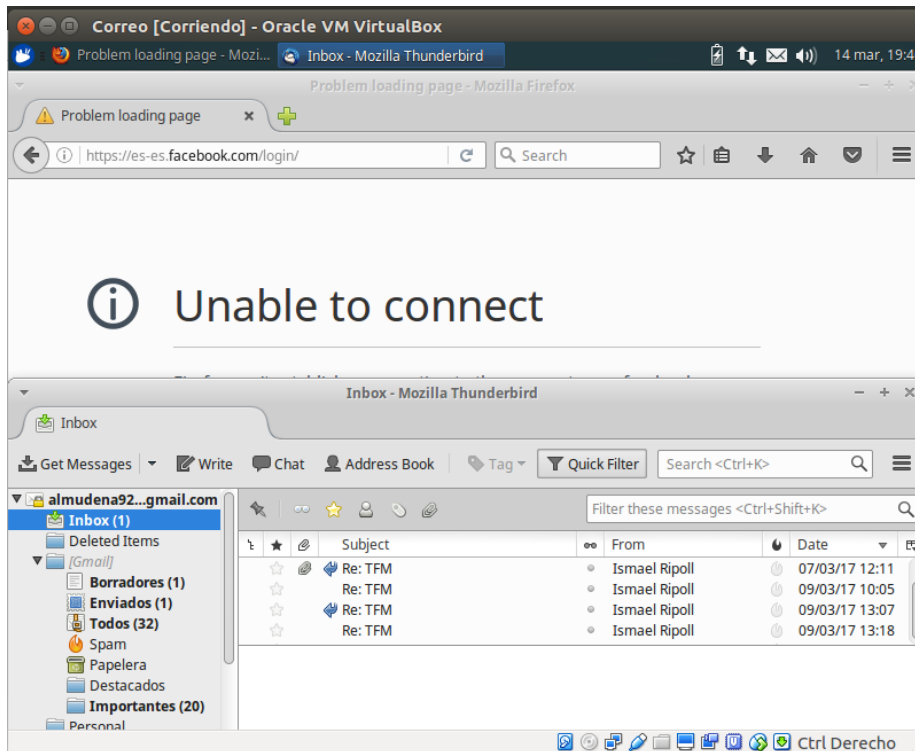 Correo [Corriendo] - Oracle VM VirtualBox
Problem loading page - Mozi... Inbox - Mozilla Thunderbird 14 mar, 19:4
Problem loading page - Mozilla Firefox
Problem loading page
https://es-es.facebook.com/login/ Search
Unable to connect
Inbox - Mozilla Thunderbird
Inbox
Get Messages Write Chat Address Book Tag Quick Filter Search <Ctrl+K>
almudena92...gmail.com Filter these messages <Ctrl+Shift+K>
Inbox (1)
Deleted Items Subject From Date
[Gmail] Re: TFM Ismael Ripoll 07/03/17 12:11
Borradores (1) Re: TFM Ismael Ripoll 09/03/17 10:05
Enviados (1) Re: TFM Ismael Ripoll 09/03/17 13:07
Todos (32) Re: TFM Ismael Ripoll 09/03/17 13:18
Spam
Papelera
Destacados
Importantes (20)
Personal
Ctrl Derecho